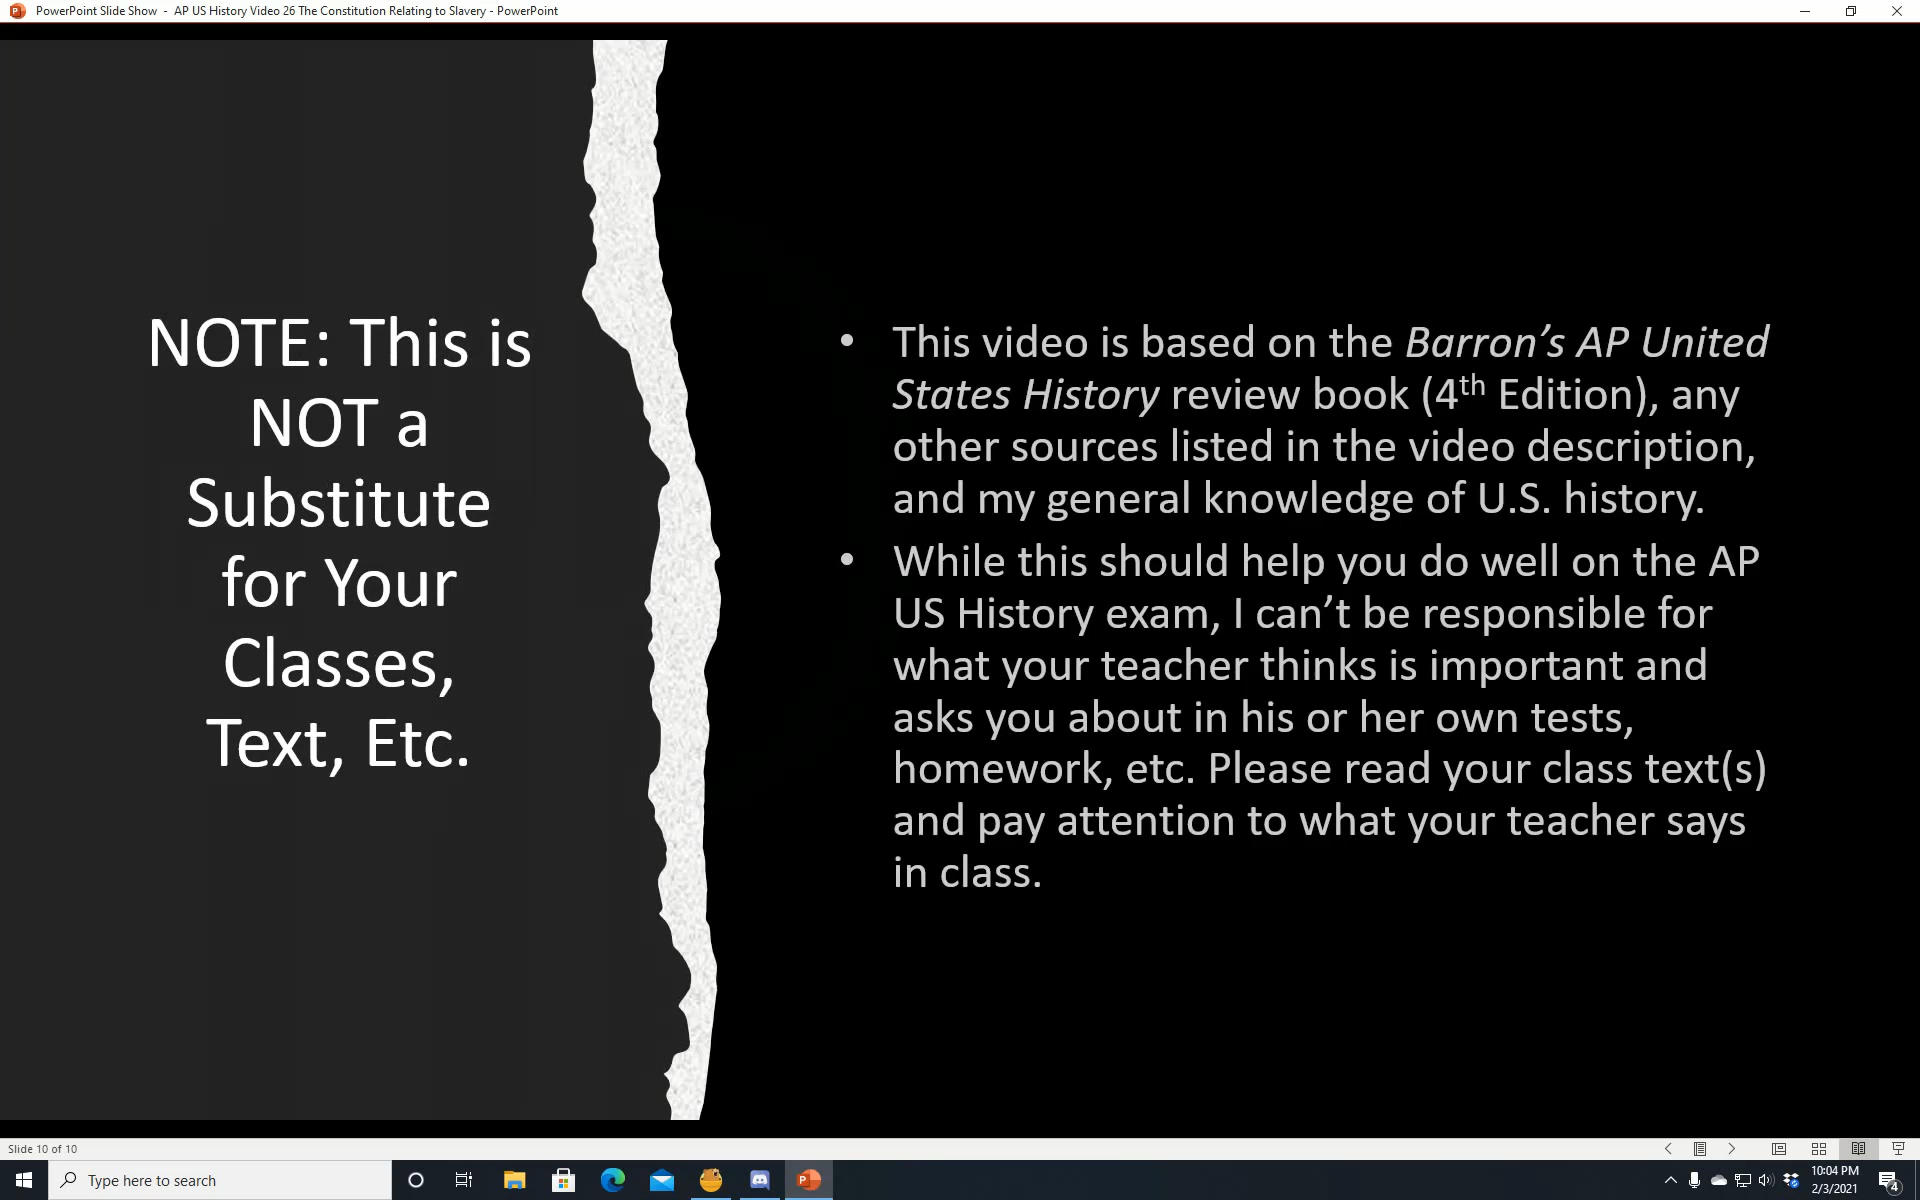 PowerPoint Slide Show - AP US History Video 26 The Constitution Relating to Slavery - PowerPoint
NOTE: This is
NOT a
Substitute
for Your
Classes,
Text, Etc.
• This video is based on the Barron’s AP United
States History review book (4th Edition), any
other sources listed in the video description,
and my general knowledge of U.S. history.
• While this should help you do well on the AP
US History exam, I can’t be responsible for
what your teacher thinks is important and
asks you about in his or her own tests,
homework, etc. Please read your class text(s)
and pay attention to what your teacher says
in class.
Slide 10 of 10
Type here to search
10:04 PM
2/3/2021
4